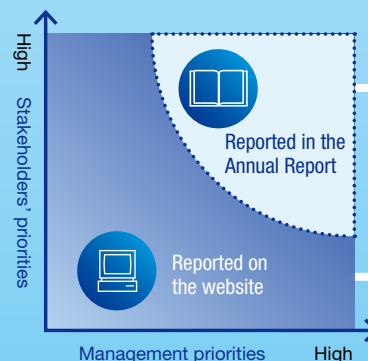 High
Stakeholders' priorities
Reported in the
Annual Report
Reported on
the website
Management priorities
High